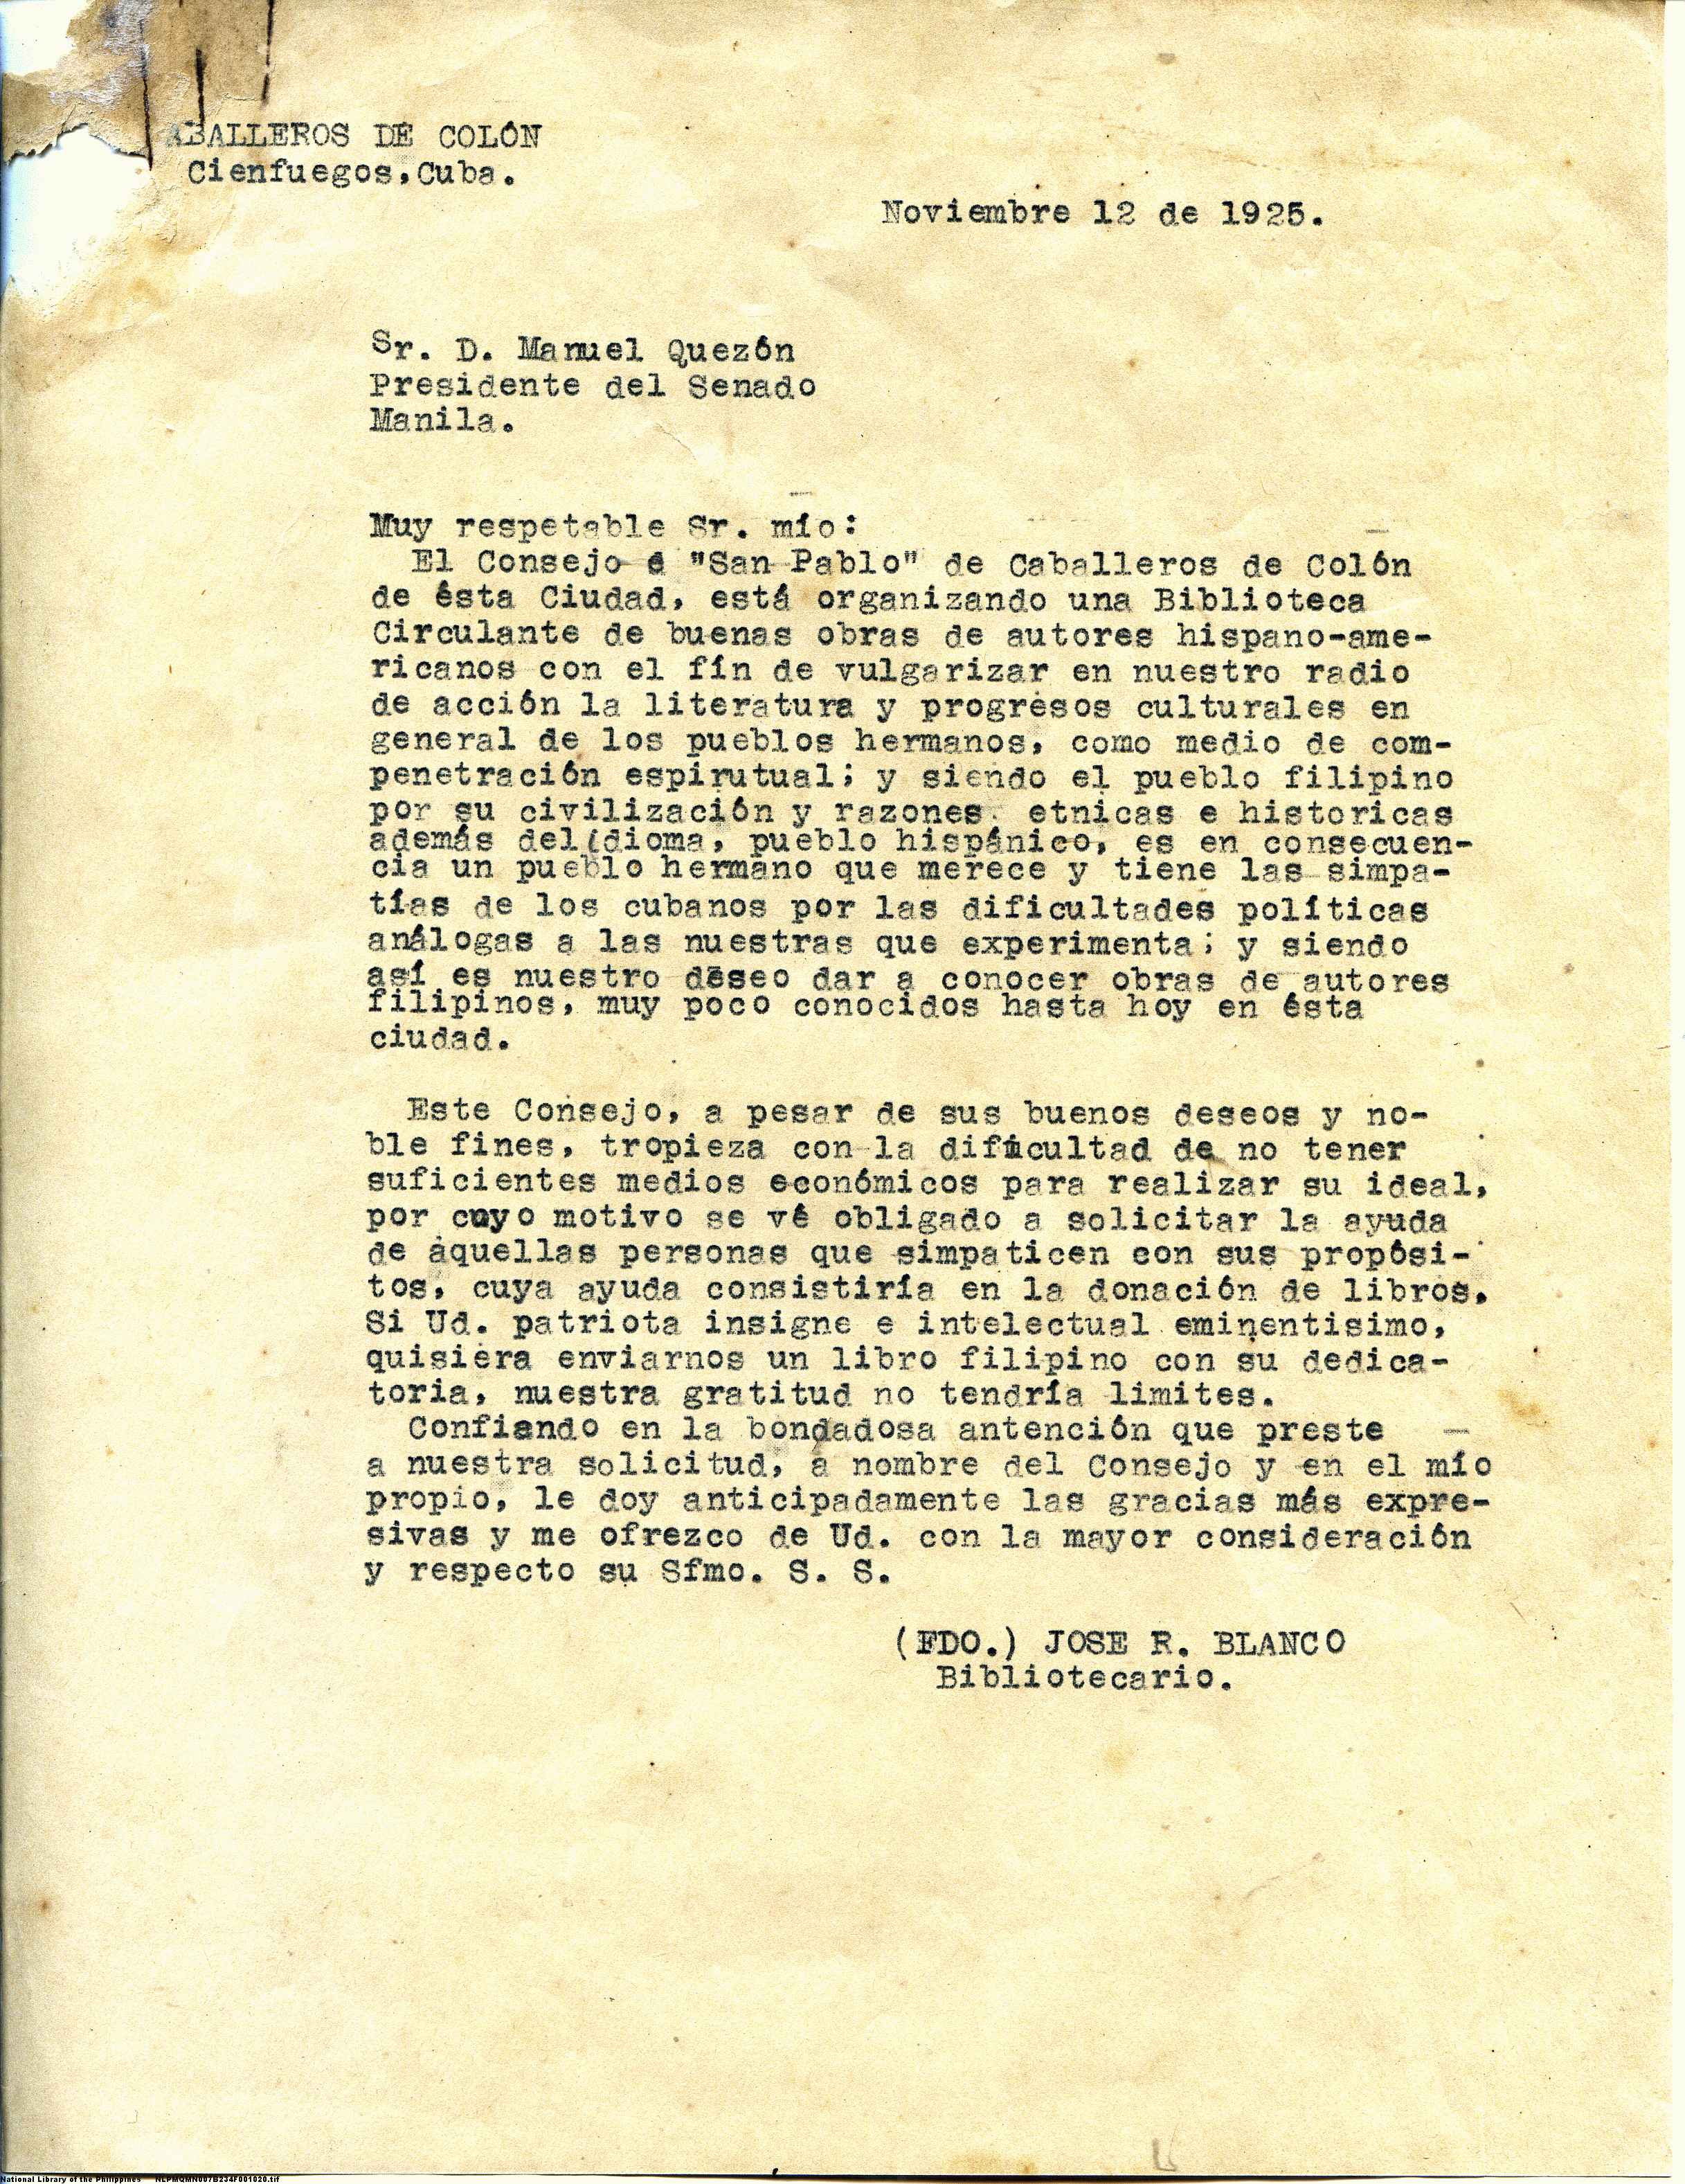 ABALLEROS DE COLÓN
Cienfuegos,Cuba.
Noviembre 12 de 1925.
Sr. D. Manuel Quezón
Presidente del Senado
Manila.
Muy respetable Sr. mío:
El Consejo e "San Pablo" de Caballeros de Colón
de ésta Ciudad, está organizando una Biblioteca
Circulante de buenas obras de autores hispano-ame-
ricanos con el fín de vulgarizar en nuestro radio
de acción la literatura y progresos culturales en
general de los pueblos hermanos, como medio de com-
penetración espirutual; y siendo el pueblo filipino
por su civilización y razones etnicas e historicas
además del idioma, pueblo hispánico, es en consecuen-
cia un pueblo hermano que merece y tiene las simpa-
tías de los cubanos por las dificultades políticas
análogas a las nuestras que experimenta; y siendo
así es nuestro deseo dar a conocer obras de autores
filipinos, muy poco conocidos hasta hoy en ésta
ciudad.
Este Consejo, a pesar de sus buenos deseos y no-
ble fines, tropieza con la dificultad de no tener
suficientes medios económicos para realizar su ideal,
por cuyo motivo se vé obligado a solicitar la ayuda
de aquellas personas que simpaticen con sus propósi-
tos, cuya ayuda consistiría en la donación de libros.
Si Ud. patriota insigne e intelectual eminentisimo,
quisiera enviarnos un libro filipino con su dedica-
toria, nuestra gratitud no tendría limites.
Confiando en la bondadosa antención que preste
a nuestra solicitud, a nombre del Consejo y en el mío
propio, le doy anticipadamente las gracias más expre-
sivas y me ofrezco de Ud. con la mayor consideración
y respecto su Sfmo. S. S.
(FDO.) JOSE R. BLANCO
Bibliotecario.
National Library of the Philippines NLPMQMN007B234F001020.tif